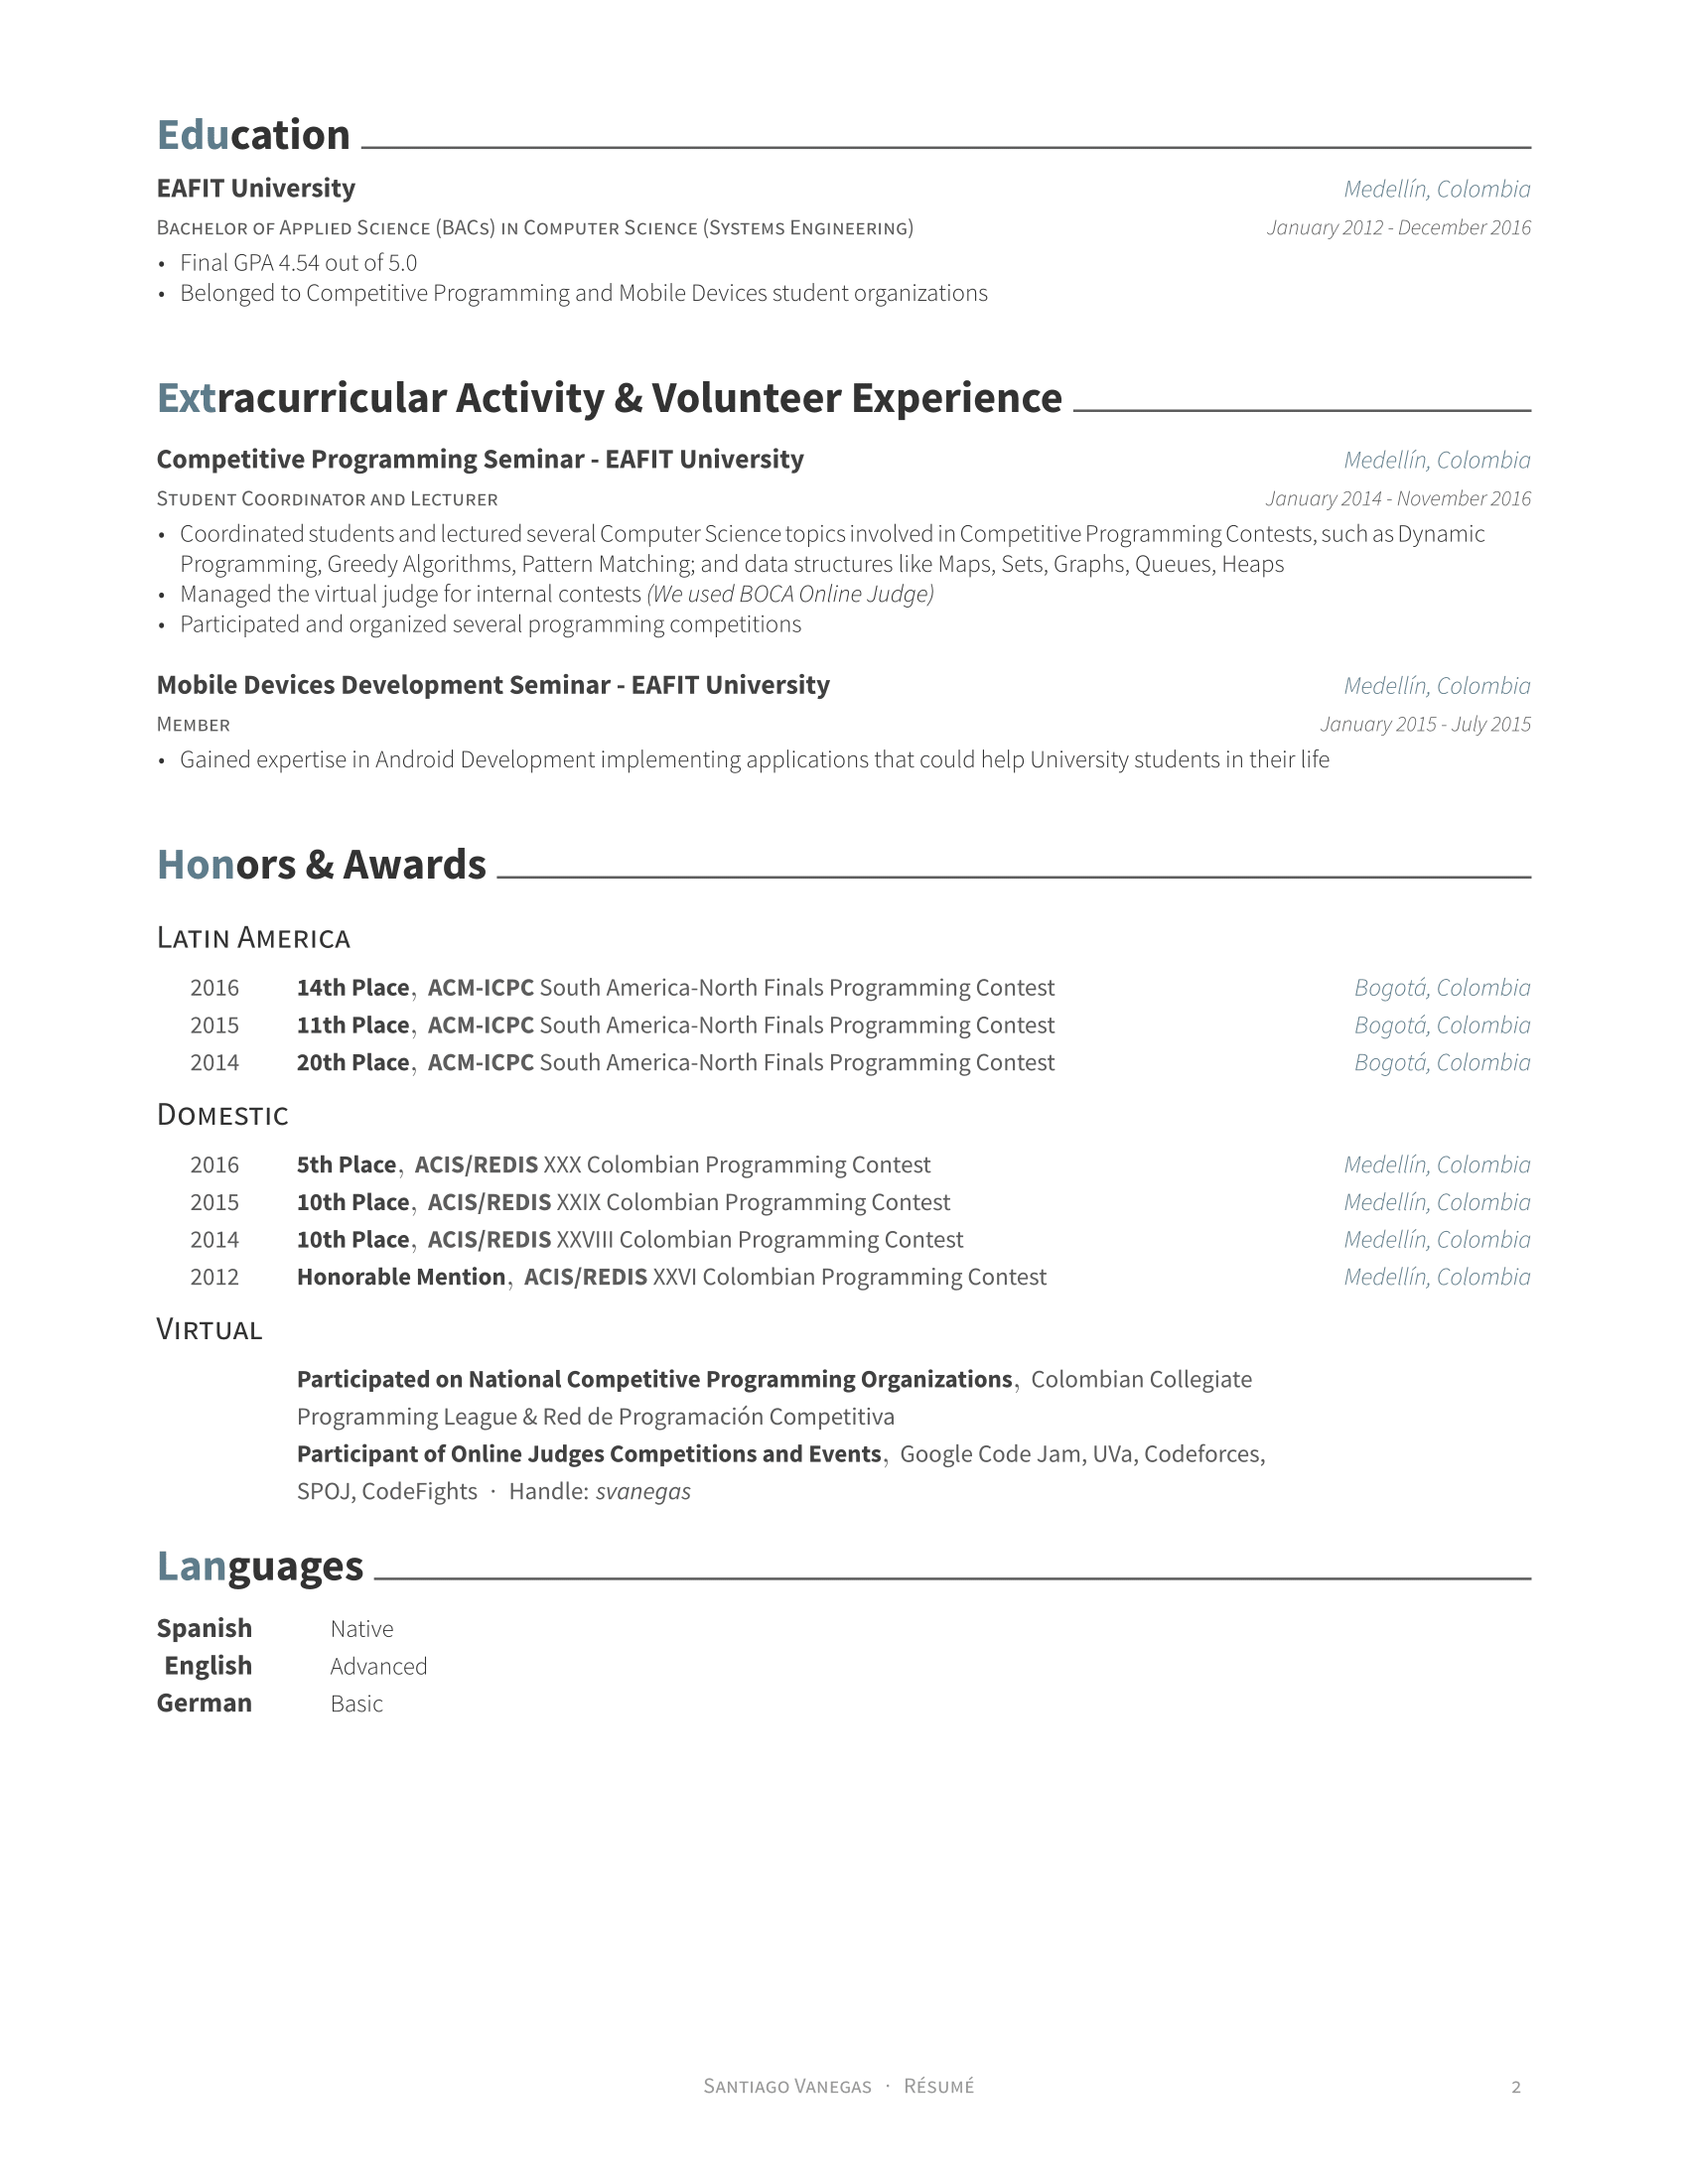 Education
EAFIT University Medellín, Colombia
Bachelor of Applied Science (BACs) in Computer Science (Systems Engineering) January 2012 - December 2016
• Final GPA 4.54 out of 5.0
• Belonged to Competitive Programming and Mobile Devices student organizations
Extracurricular Activity & Volunteer Experience
Competitive Programming Seminar - EAFIT University Medellín, Colombia
Student Coordinator and Lecturer January 2014 - November 2016
• Coordinated students and lectured several Computer Science topics involved in Competitive Programming Contests, such as Dynamic
Programming, Greedy Algorithms, Pattern Matching; and data structures like Maps, Sets, Graphs, Queues, Heaps
• Managed the virtual judge for internal contests (We used BOCA Online Judge)
• Participated and organized several programming competitions
Mobile Devices Development Seminar - EAFIT University Medellín, Colombia
Member January 2015 - July 2015
• Gained expertise in Android Development implementing applications that could help University students in their life
Honors & Awards
Latin America
2016 14th Place, ACM-ICPC South America-North Finals Programming Contest Bogotá, Colombia
2015 11th Place, ACM-ICPC South America-North Finals Programming Contest Bogotá, Colombia
2014 20th Place, ACM-ICPC South America-North Finals Programming Contest Bogotá, Colombia
Domestic
2016 5th Place, ACIS/REDIS XXX Colombian Programming Contest Medellín, Colombia
2015 10th Place, ACIS/REDIS XXIX Colombian Programming Contest Medellín, Colombia
2014 10th Place, ACIS/REDIS XXVIII Colombian Programming Contest Medellín, Colombia
2012 Honorable Mention, ACIS/REDIS XXVI Colombian Programming Contest Medellín, Colombia
Virtual
Participated on National Competitive Programming Organizations, Colombian Collegiate
Programming League & Red de Programación Competitiva
Participant of Online Judges Competitions and Events, Google Code Jam, UVa, Codeforces,
SPOJ, CodeFights · Handle: svanegas
Languages
Spanish Native
English Advanced
German Basic
Santiago Vanegas · Résumé 2